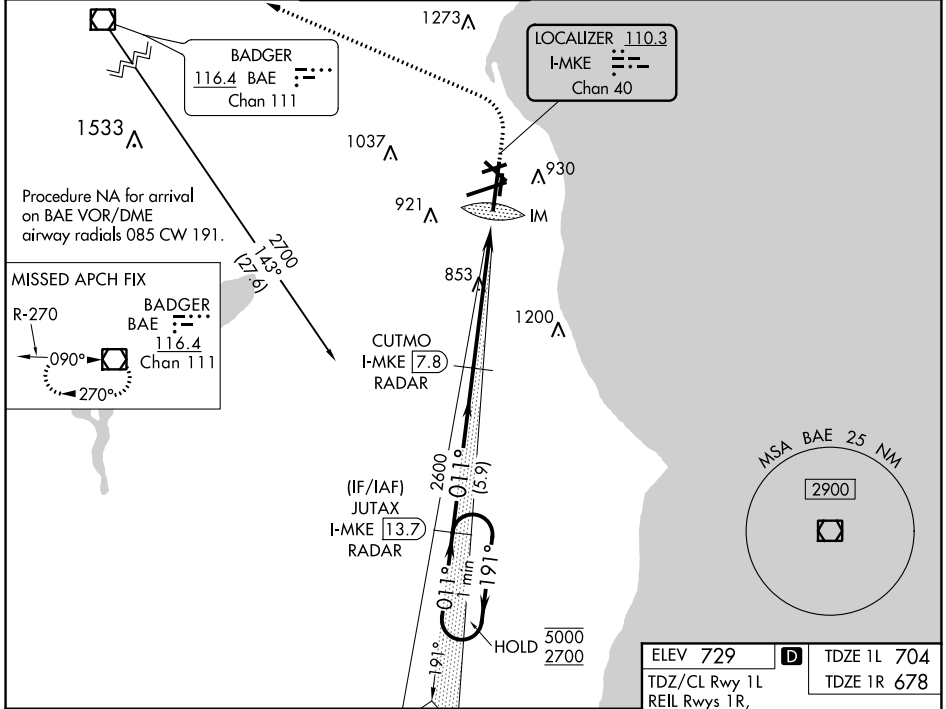 1273
LOCALIZER 110.3
I-MKE
Chan 40
BADGER
116.4 BAE
Chan 111
1533
1037
930
Procedure NA for arrival
on BAE VOR/DME
airway radials 085 CW 191.
921
IM
2700
143°
(27.6)
MISSED APCH FIX
R-270
BADGER
BAE
116.4
Chan 111
090°
270°
853
1200
CUTMO
I-MKE 7.8
RADAR
2600
011°
(5.9)
(IF/IAF)
JUTAX
I-MKE 13.7
RADAR
011°
1 min
191°
191°
HOLD 5000
2700
MSA BAE 25 NM
2900
ELEV 729 D TDZE 1L 704
TDZE 1R 678
TDZ/CL Rwy 1L
REIL Rwys 1R,